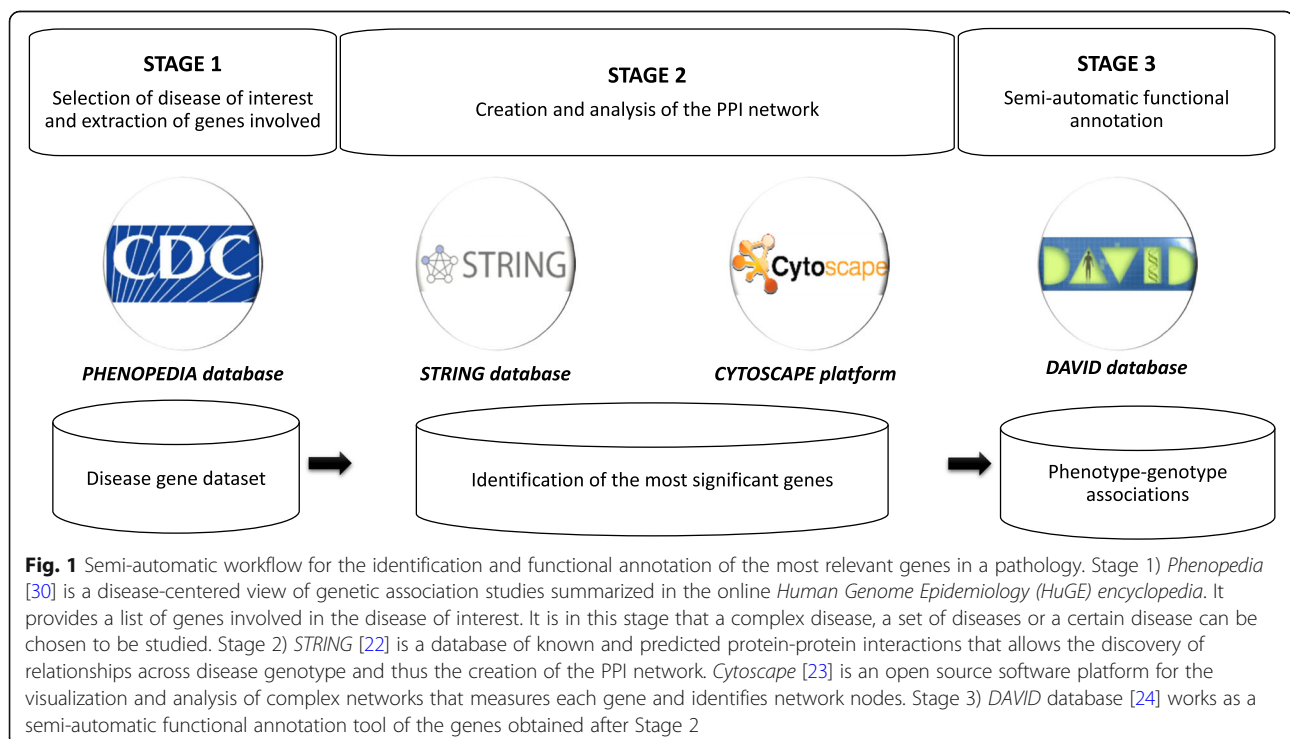 STAGE 1
Selection of disease of interest
and extraction of genes involved
STAGE 2
Creation and analysis of the PPI network
STAGE 3
Semi-automatic functional
annotation
CDC
STRING
Cytoscape
DAVID
PHENOPEDIA database
STRING database
CYTOSCAPE platform
DAVID database
Disease gene dataset
Identification of the most significant genes
Phenotype-genotype
associations
Fig. 1 Semi-automatic workflow for the identification and functional annotation of the most relevant genes in a pathology. Stage 1) Phenopedia
[30] is a disease-centered view of genetic association studies summarized in the online Human Genome Epidemiology (HuGE) encyclopedia. It
provides a list of genes involved in the disease of interest. It is in this stage that a complex disease, a set of diseases or a certain disease can be
chosen to be studied. Stage 2) STRING [22] is a database of known and predicted protein-protein interactions that allows the discovery of
relationships across disease genotype and thus the creation of the PPI network. Cytoscape [23] is an open source software platform for the
visualization and analysis of complex networks that measures each gene and identifies network nodes. Stage 3) DAVID database [24] works as a
semi-automatic functional annotation tool of the genes obtained after Stage 2